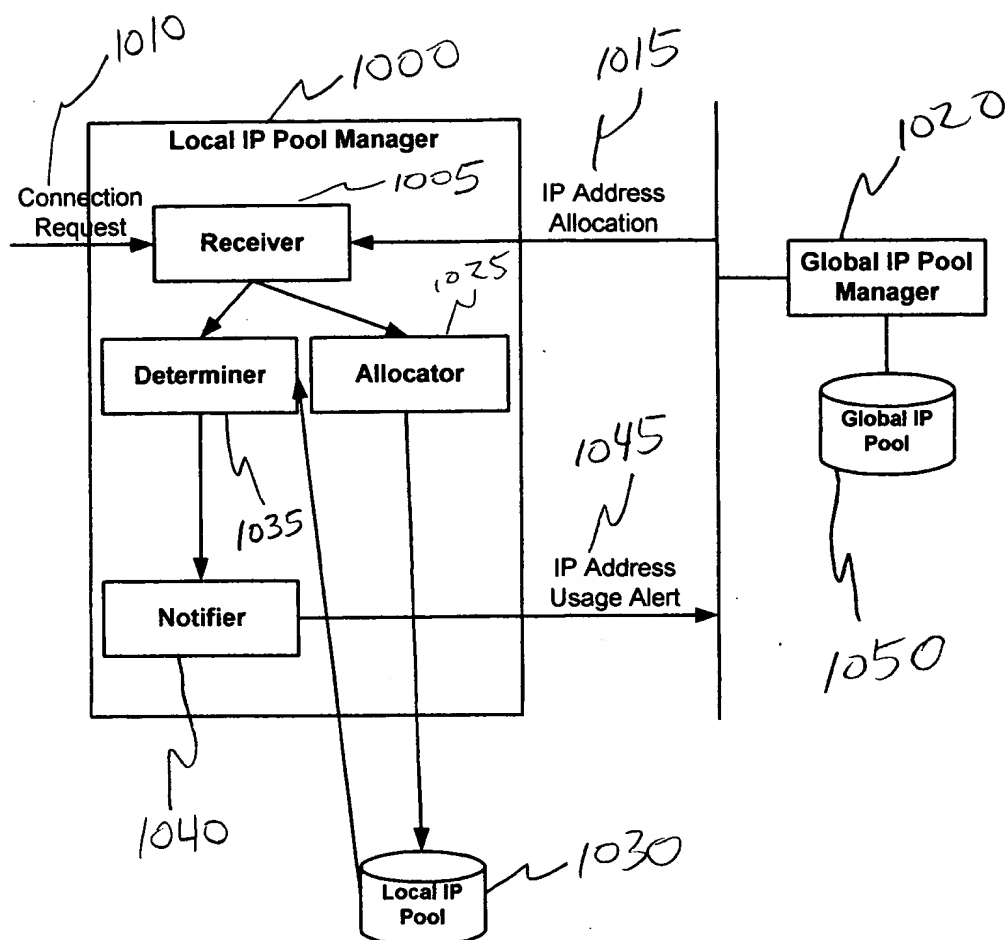 1010
1000
1015
1020
Local IP Pool Manager
1005
Connection
Request
Receiver
IP Address
Allocation
1025
Global IP Pool
Manager
Determiner
Allocator
Global IP
Pool
1045
1035
IP Address
Usage Alert
Notifier
1050
1040
1030
Local IP
Pool